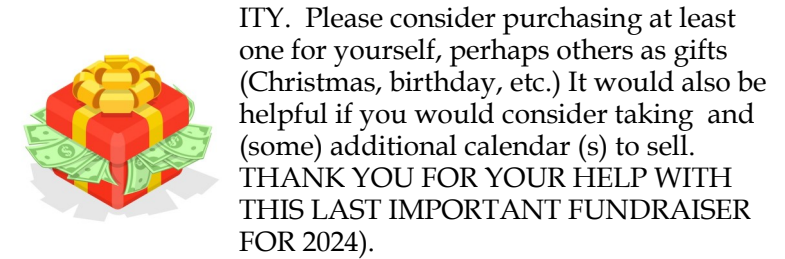 ITY.  Please consider purchasing at least
one for yourself, perhaps others as gifts
(Christmas, birthday, etc.) It would also be
helpful if you would consider taking  and
(some) additional calendar (s) to sell.
THANK YOU FOR YOUR HELP WITH
THIS LAST IMPORTANT FUNDRAISER
FOR 2024).